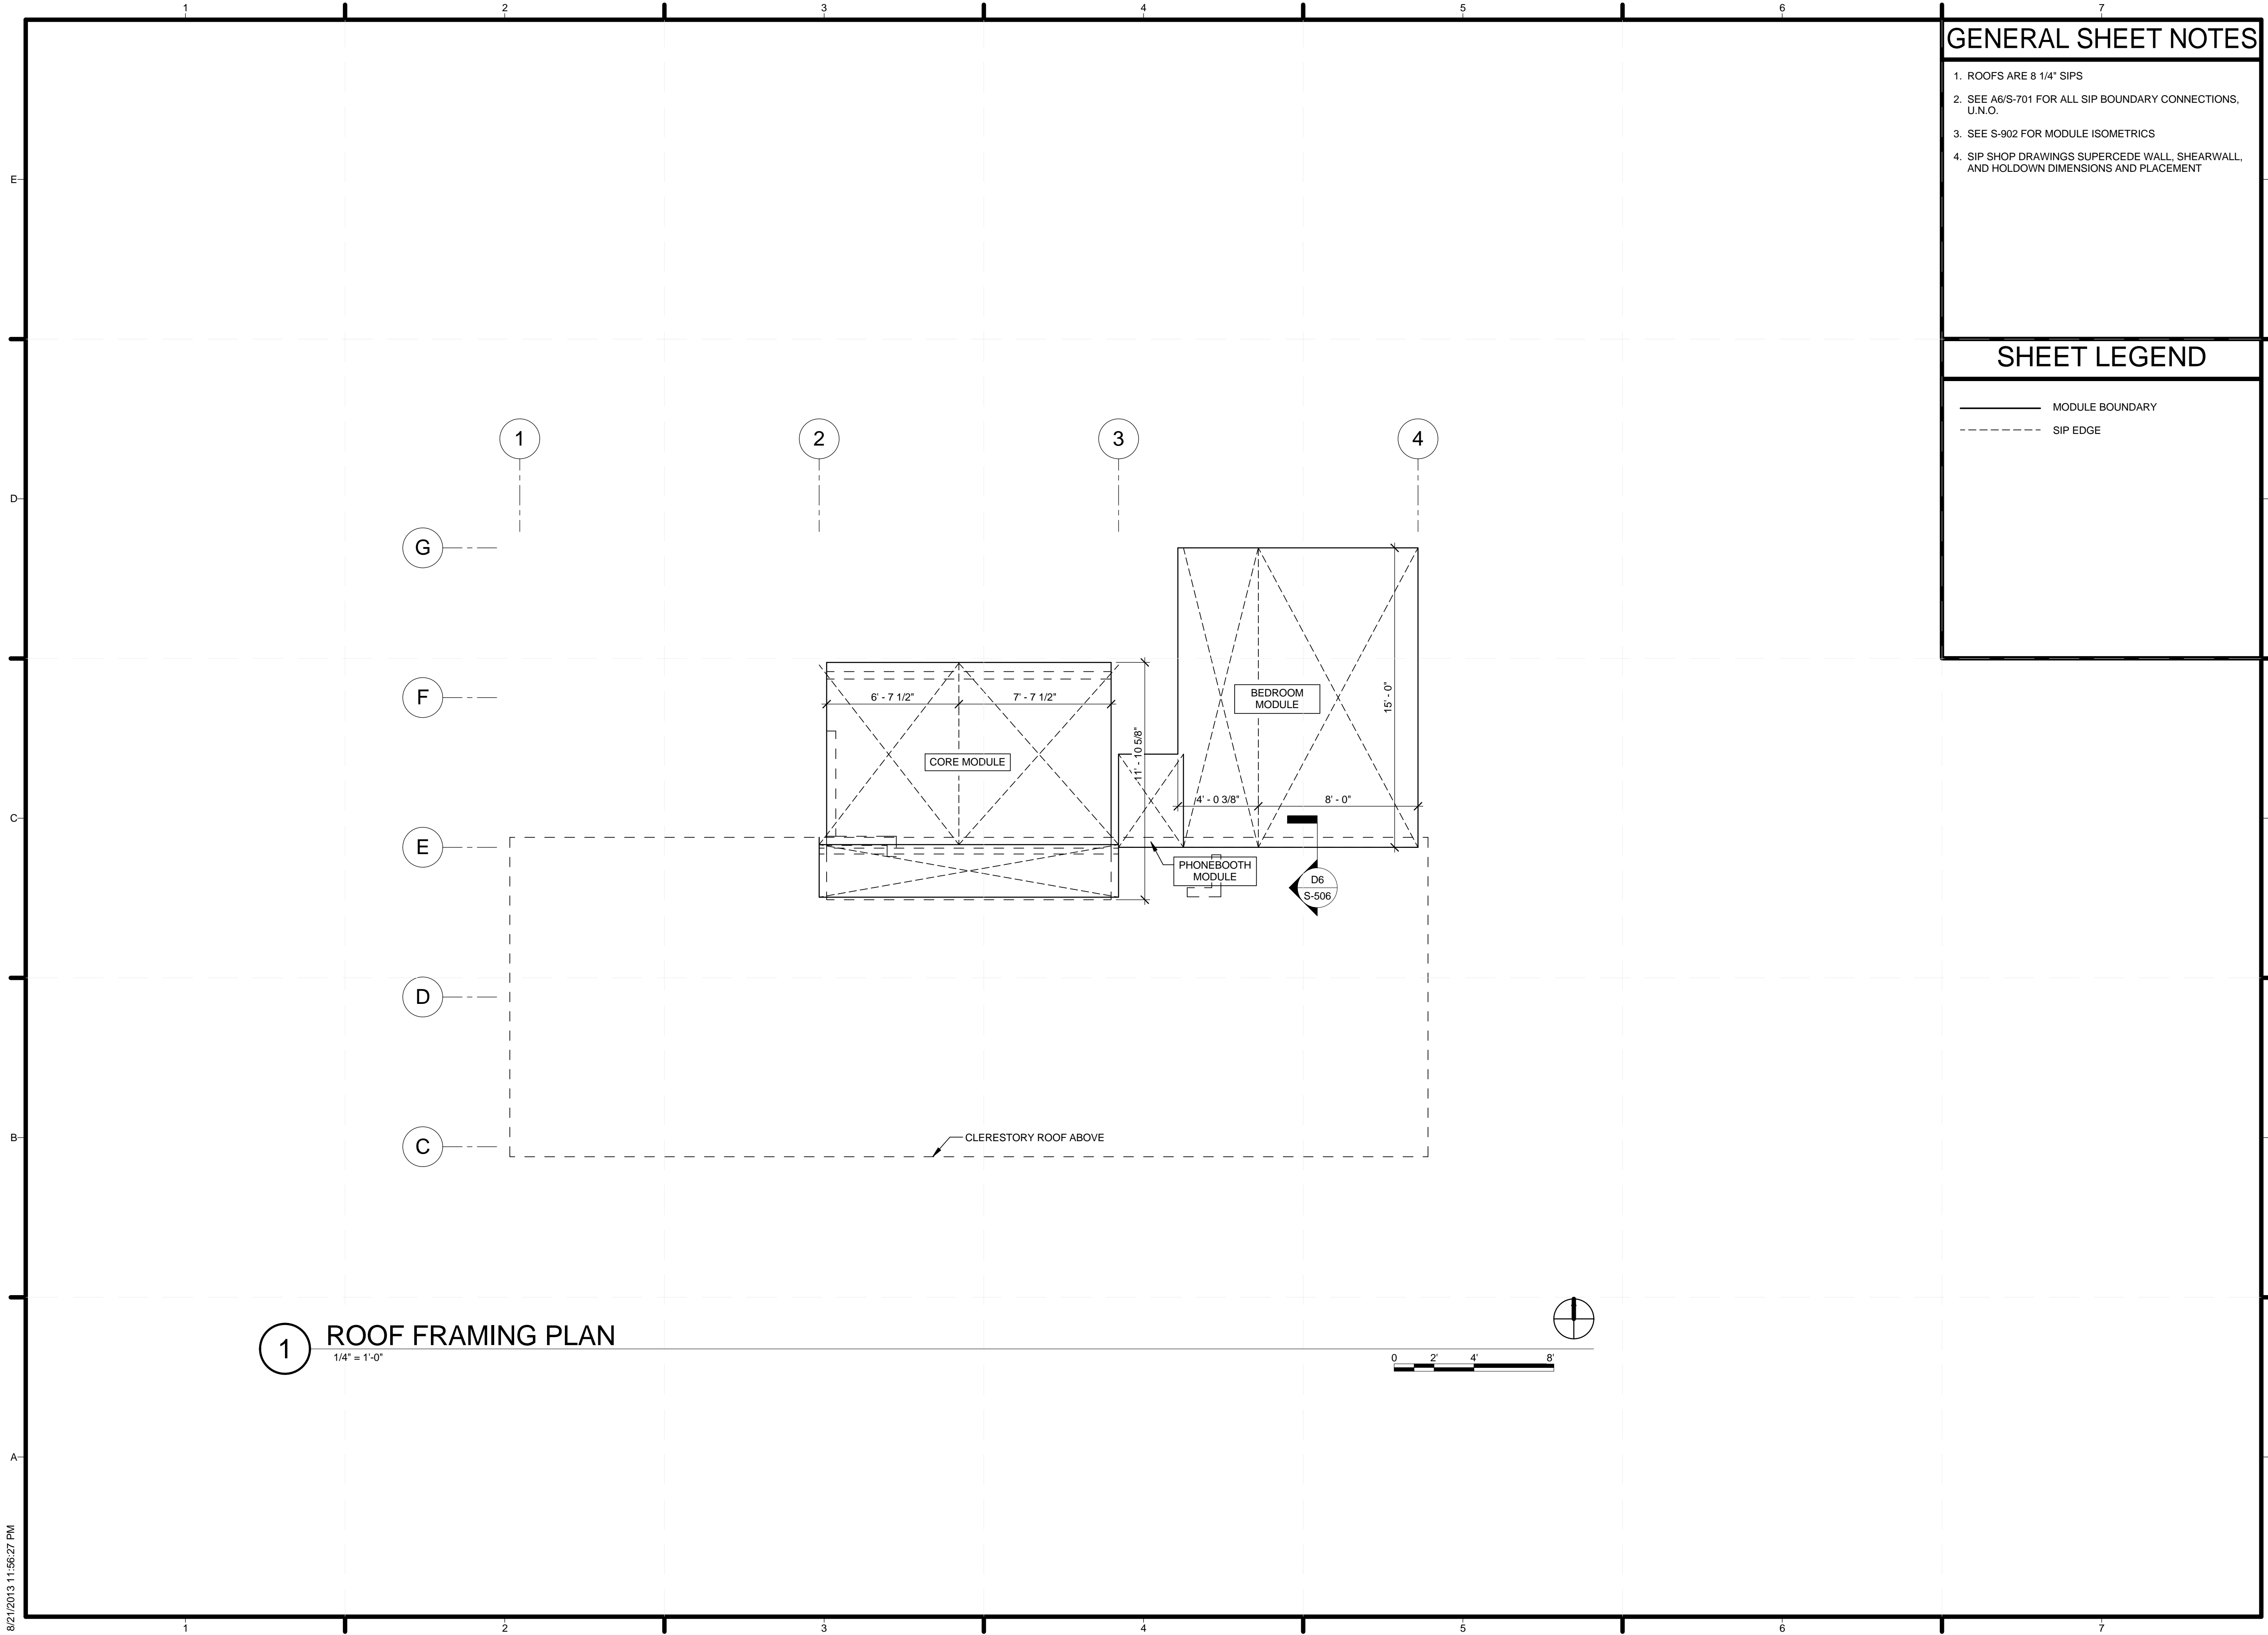 1 2 3 4 5 6 7
GENERAL SHEET NOTES
1. ROOFS ARE 8 1/4" SIPS
2. SEE A6/S-701 FOR ALL SIP BOUNDARY CONNECTIONS,
U.N.O.
3. SEE S-902 FOR MODULE ISOMETRICS
4. SIP SHOP DRAWINGS SUPERCEDE WALL, SHEARWALL,
AND HOLDOWN DIMENSIONS AND PLACEMENT
SHEET LEGEND
MODULE BOUNDARY
SIP EDGE
E
D
C
B
A
1 2 3 4
G
F
E
D
C
6' - 7 1/2" 7' - 7 1/2"
11' - 10 5/8"
15' - 0"
BEDROOM
MODULE
CORE MODULE
4' - 0 3/8" 8' - 0"
PHONEBOOTH
MODULE
D6
S-506
CLERESTORY ROOF ABOVE
1
ROOF FRAMING PLAN
1/4" = 1'-0"
0 2' 4' 8'
8/21/2013 11:56:27 PM
1 2 3 4 5 6 7